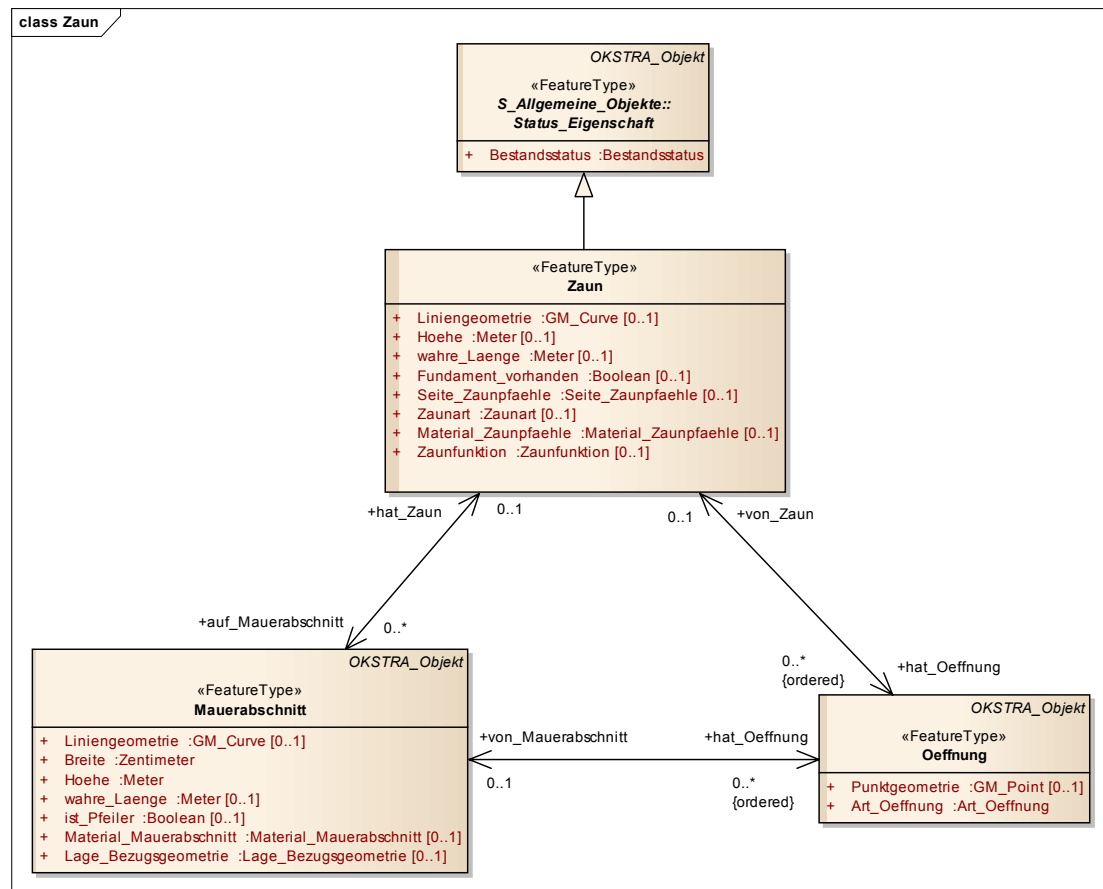 class Zaun
OKSTRA_Objekt
«FeatureType»
S_Allgemeine_Objekte::
Status_Eigenschaft
+ Bestandsstatus :Bestandsstatus
«FeatureType»
Zaun
+ Liniengeometrie :GM_Curve [0..1]
+ Hoehe :Meter [0..1]
+ wahre_Laenge :Meter [0..1]
+ Fundament_vorhanden :Boolean [0..1]
+ Seite_Zaunpfaehle :Seite_Zaunpfaehle [0..1]
+ Zaunart :Zaunart [0..1]
+ Material_Zaunpfaehle :Material_Zaunpfaehle [0..1]
+ Zaunfunktion :Zaunfunktion [0..1]
+hat_Zaun
0..1
0..1
+von_Zaun
+auf_Mauerabschnitt
0..*
0..*
{ordered}
+hat_Oeffnung
OKSTRA_Objekt
«FeatureType»
Mauerabschnitt
+ Liniengeometrie :GM_Curve [0..1]
+ Breite :Zentimeter
+ Hoehe :Meter
+ wahre_Laenge :Meter [0..1]
+ ist_Pfeiler :Boolean [0..1]
+ Material_Mauerabschnitt :Material_Mauerabschnitt [0..1]
+ Lage_Bezugsgeometrie :Lage_Bezugsgeometrie [0..1]
+von_Mauerabschnitt
0..1
+hat_Oeffnung
0..*
{ordered}
OKSTRA_Objekt
«FeatureType»
Oeffnung
+ Punktgeometrie :GM_Point [0..1]
+ Art_Oeffnung :Art_Oeffnung